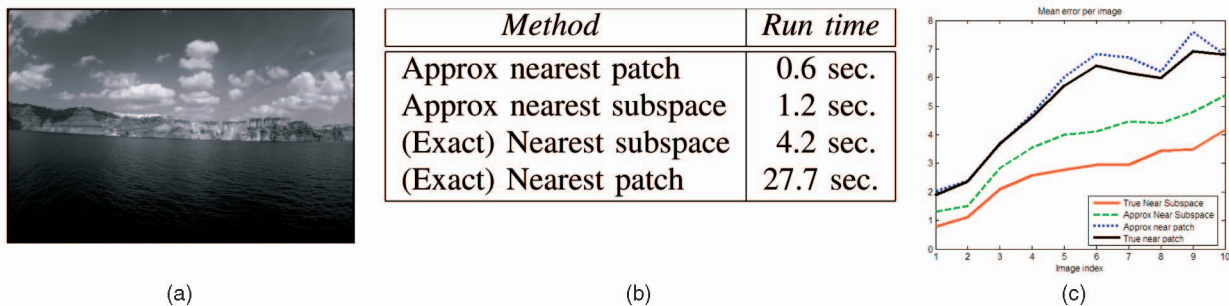 Method Run time
Approx nearest patch 0.6 sec.
Approx nearest subspace 1.2 sec.
(Exact) Nearest subspace 4.2 sec.
(Exact) Nearest patch 27.7 sec.
Mean error per image
8
7
6
5
4
3
2
1
0
True Near Subspace
Approx Near Subspace
Approx near patch
True near patch
1 2 3 4 5 6 7 8 9 10
Image index
(a) (b) (c)